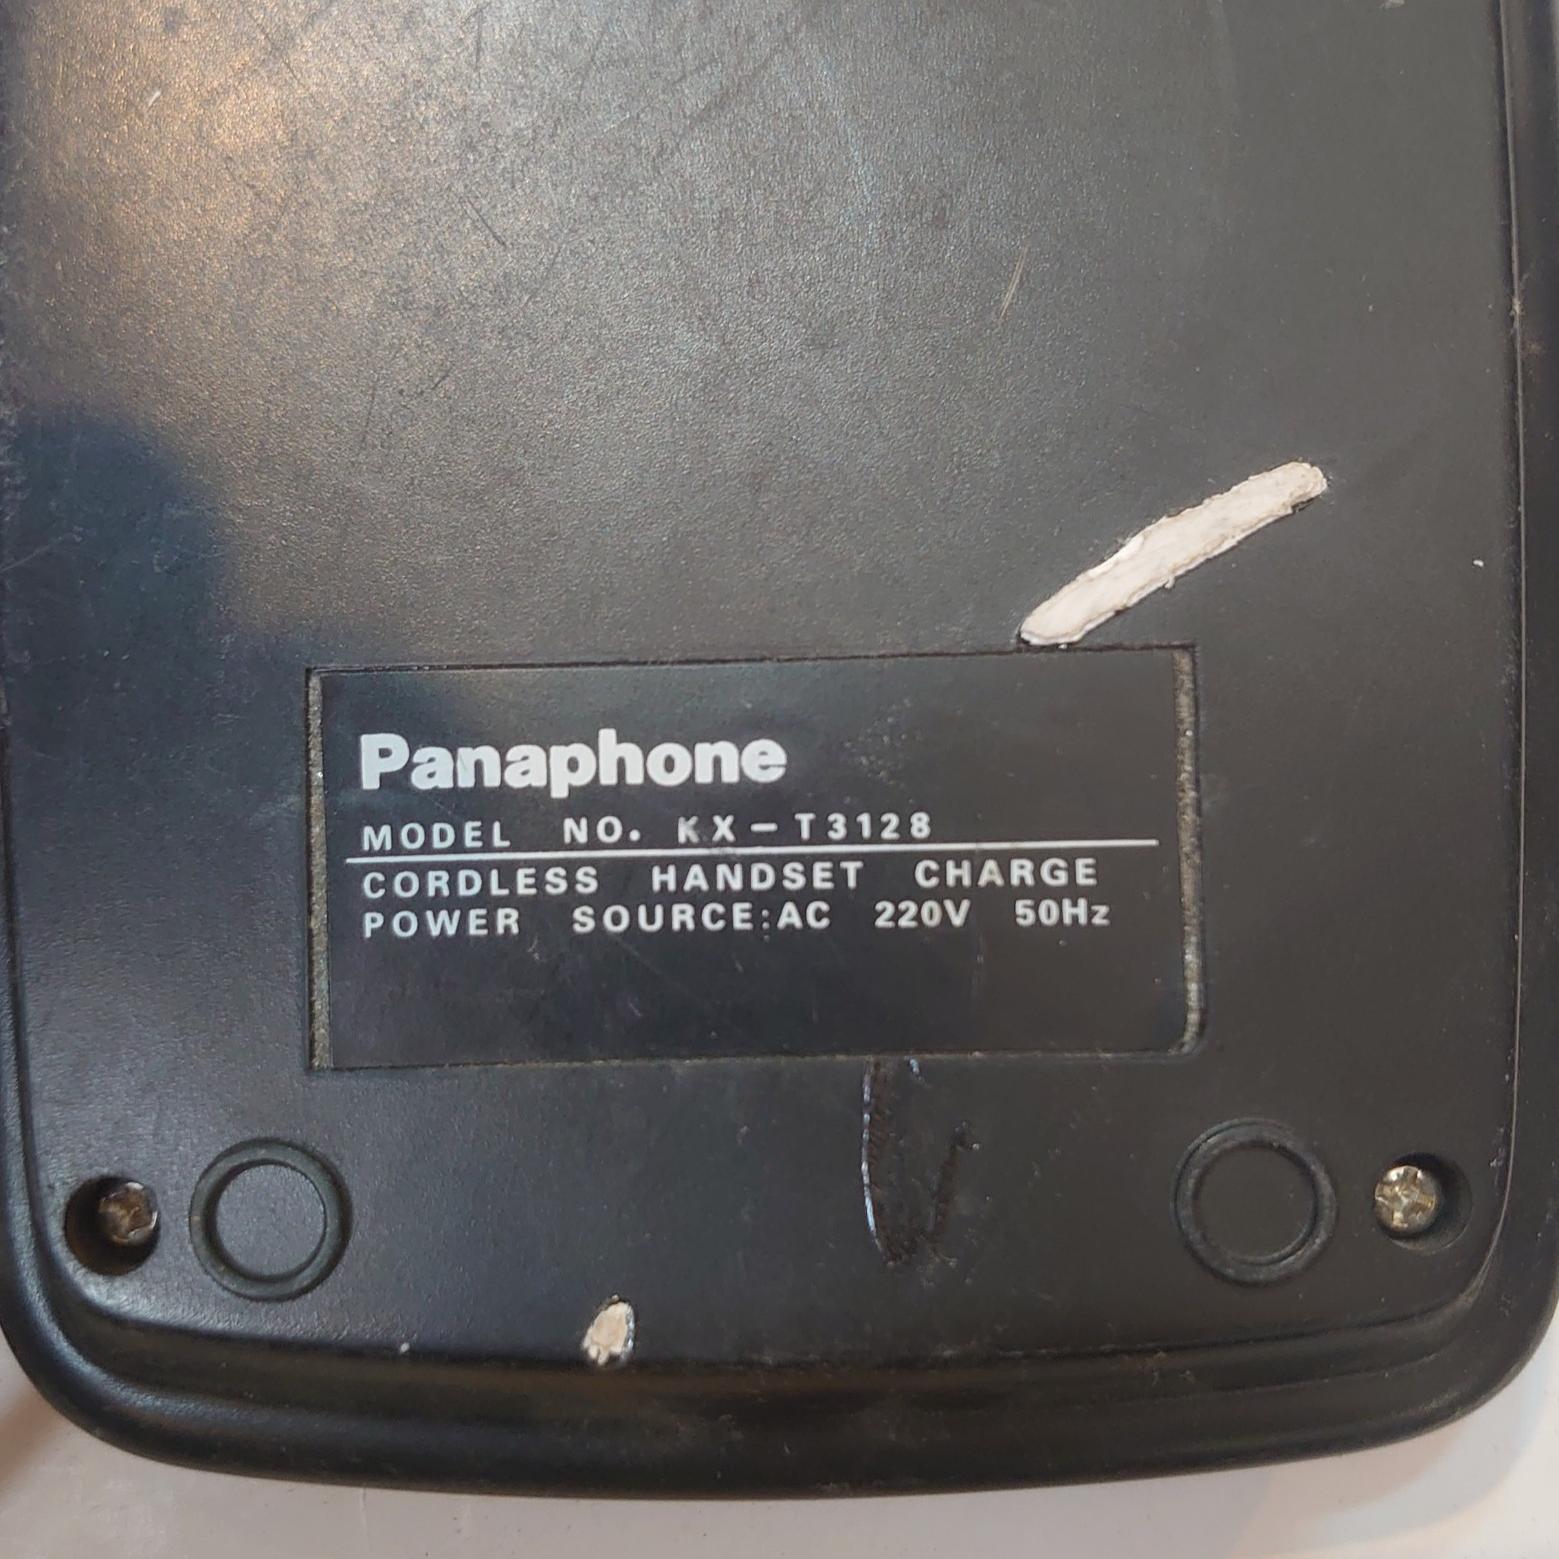 Panaphone
MODEL NO. KX-T3128
CORDLESS HANDSET CHARGE
POWER SOURCE:AC 220V 50Hz